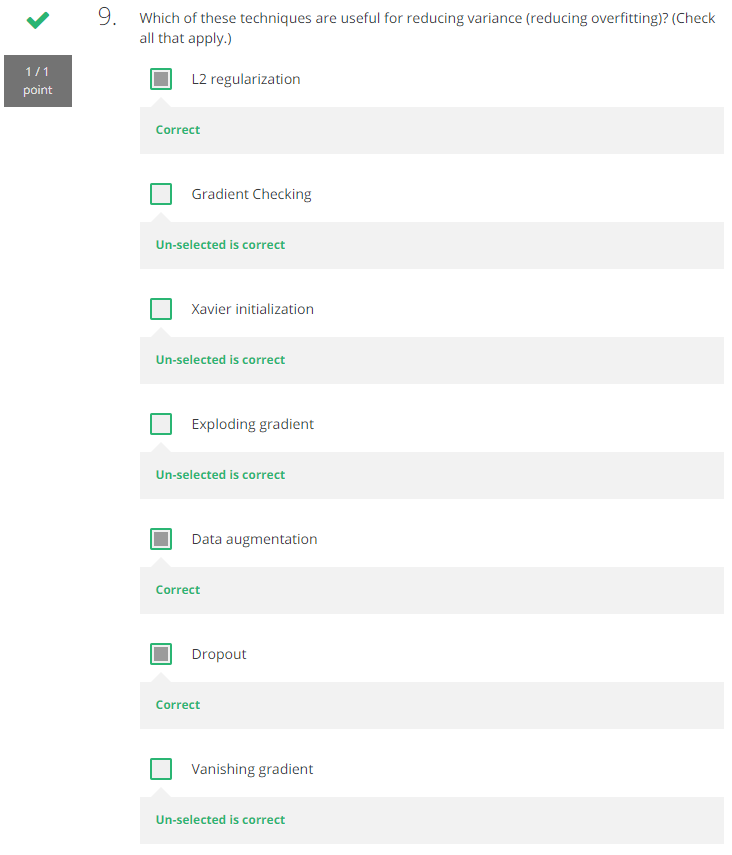 9. Which of these techniques are useful for reducing variance (reducing overfitting)? (Check
all that apply.)
1 / 1
point
L2 regularization
Correct
Gradient Checking
Un-selected is correct
Xavier initialization
Un-selected is correct
Exploding gradient
Un-selected is correct
Data augmentation
Correct
Dropout
Correct
Vanishing gradient
Un-selected is correct